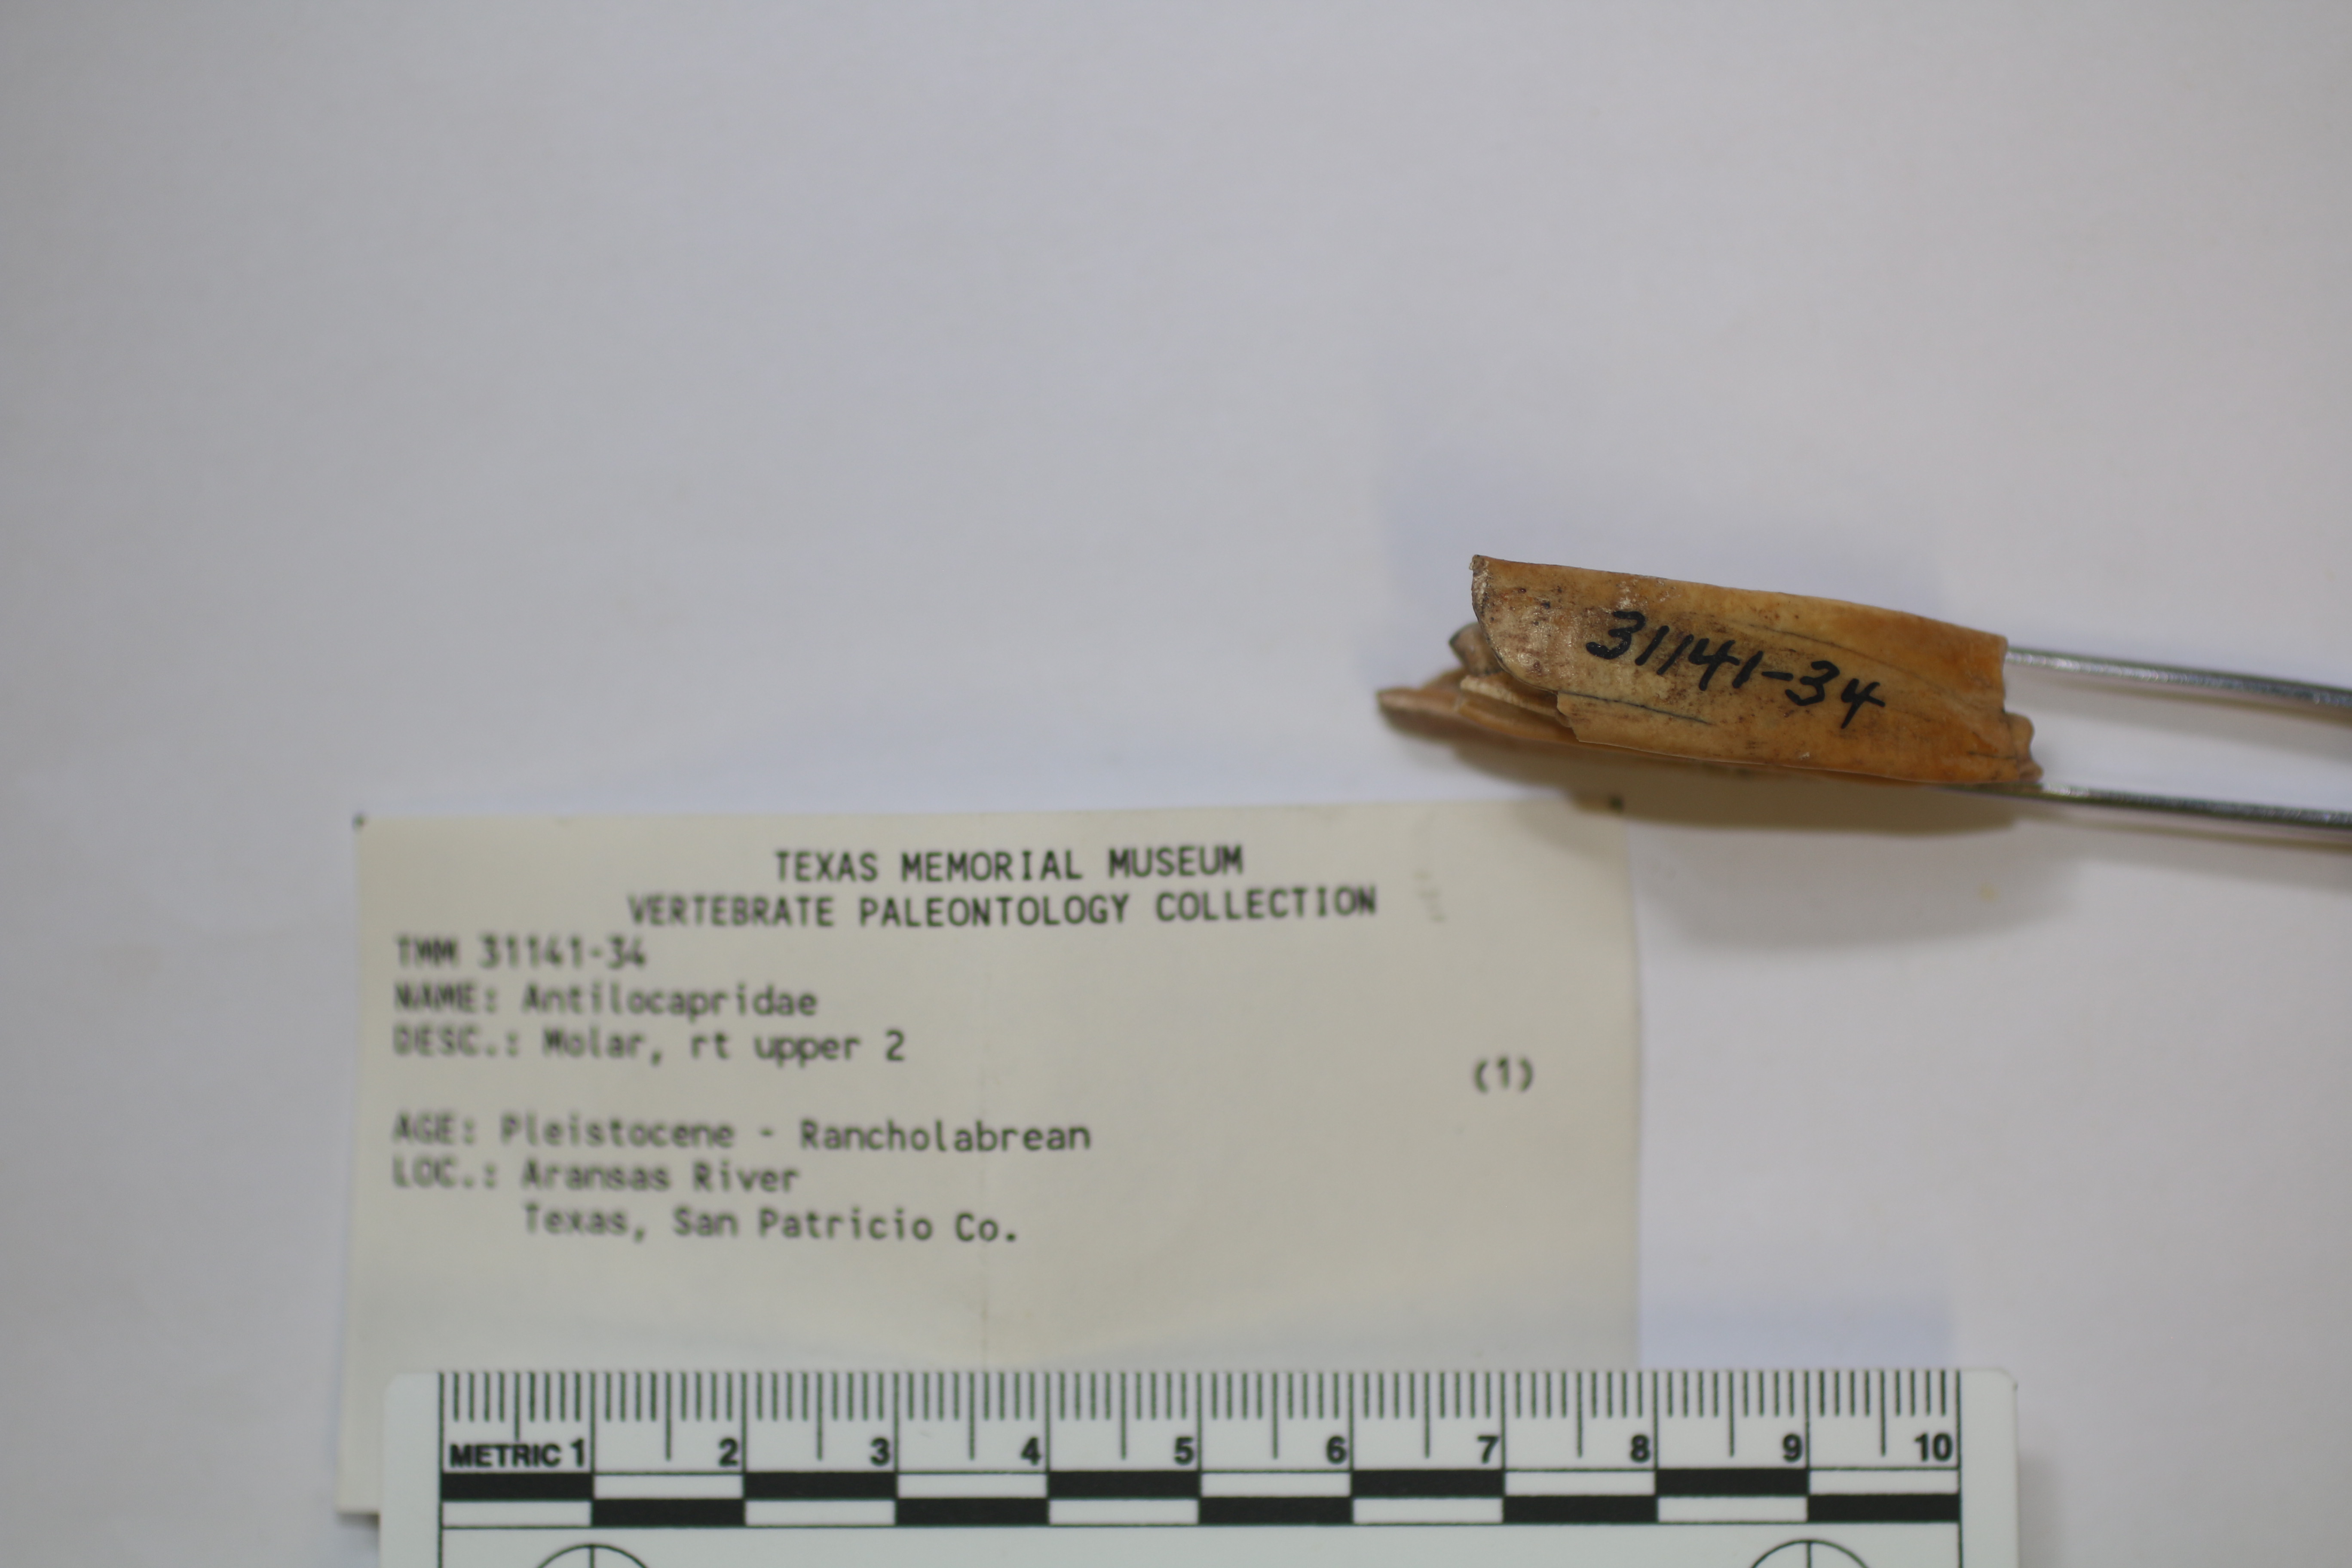 31141-34
TEXAS MEMORIAL MUSEUM
VERTEBRATE PALEONTOLOGY COLLECTION
TMM 31141-34
NAME: Antilocapridae
DESC.: Molar, rt upper 2
(1)
AGE: Pleistocene - Rancholabrean
LOC.: Aransas River
Texas, San Patricio Co.
METRIC 1 2 3 4 5 6 7 8 9 10